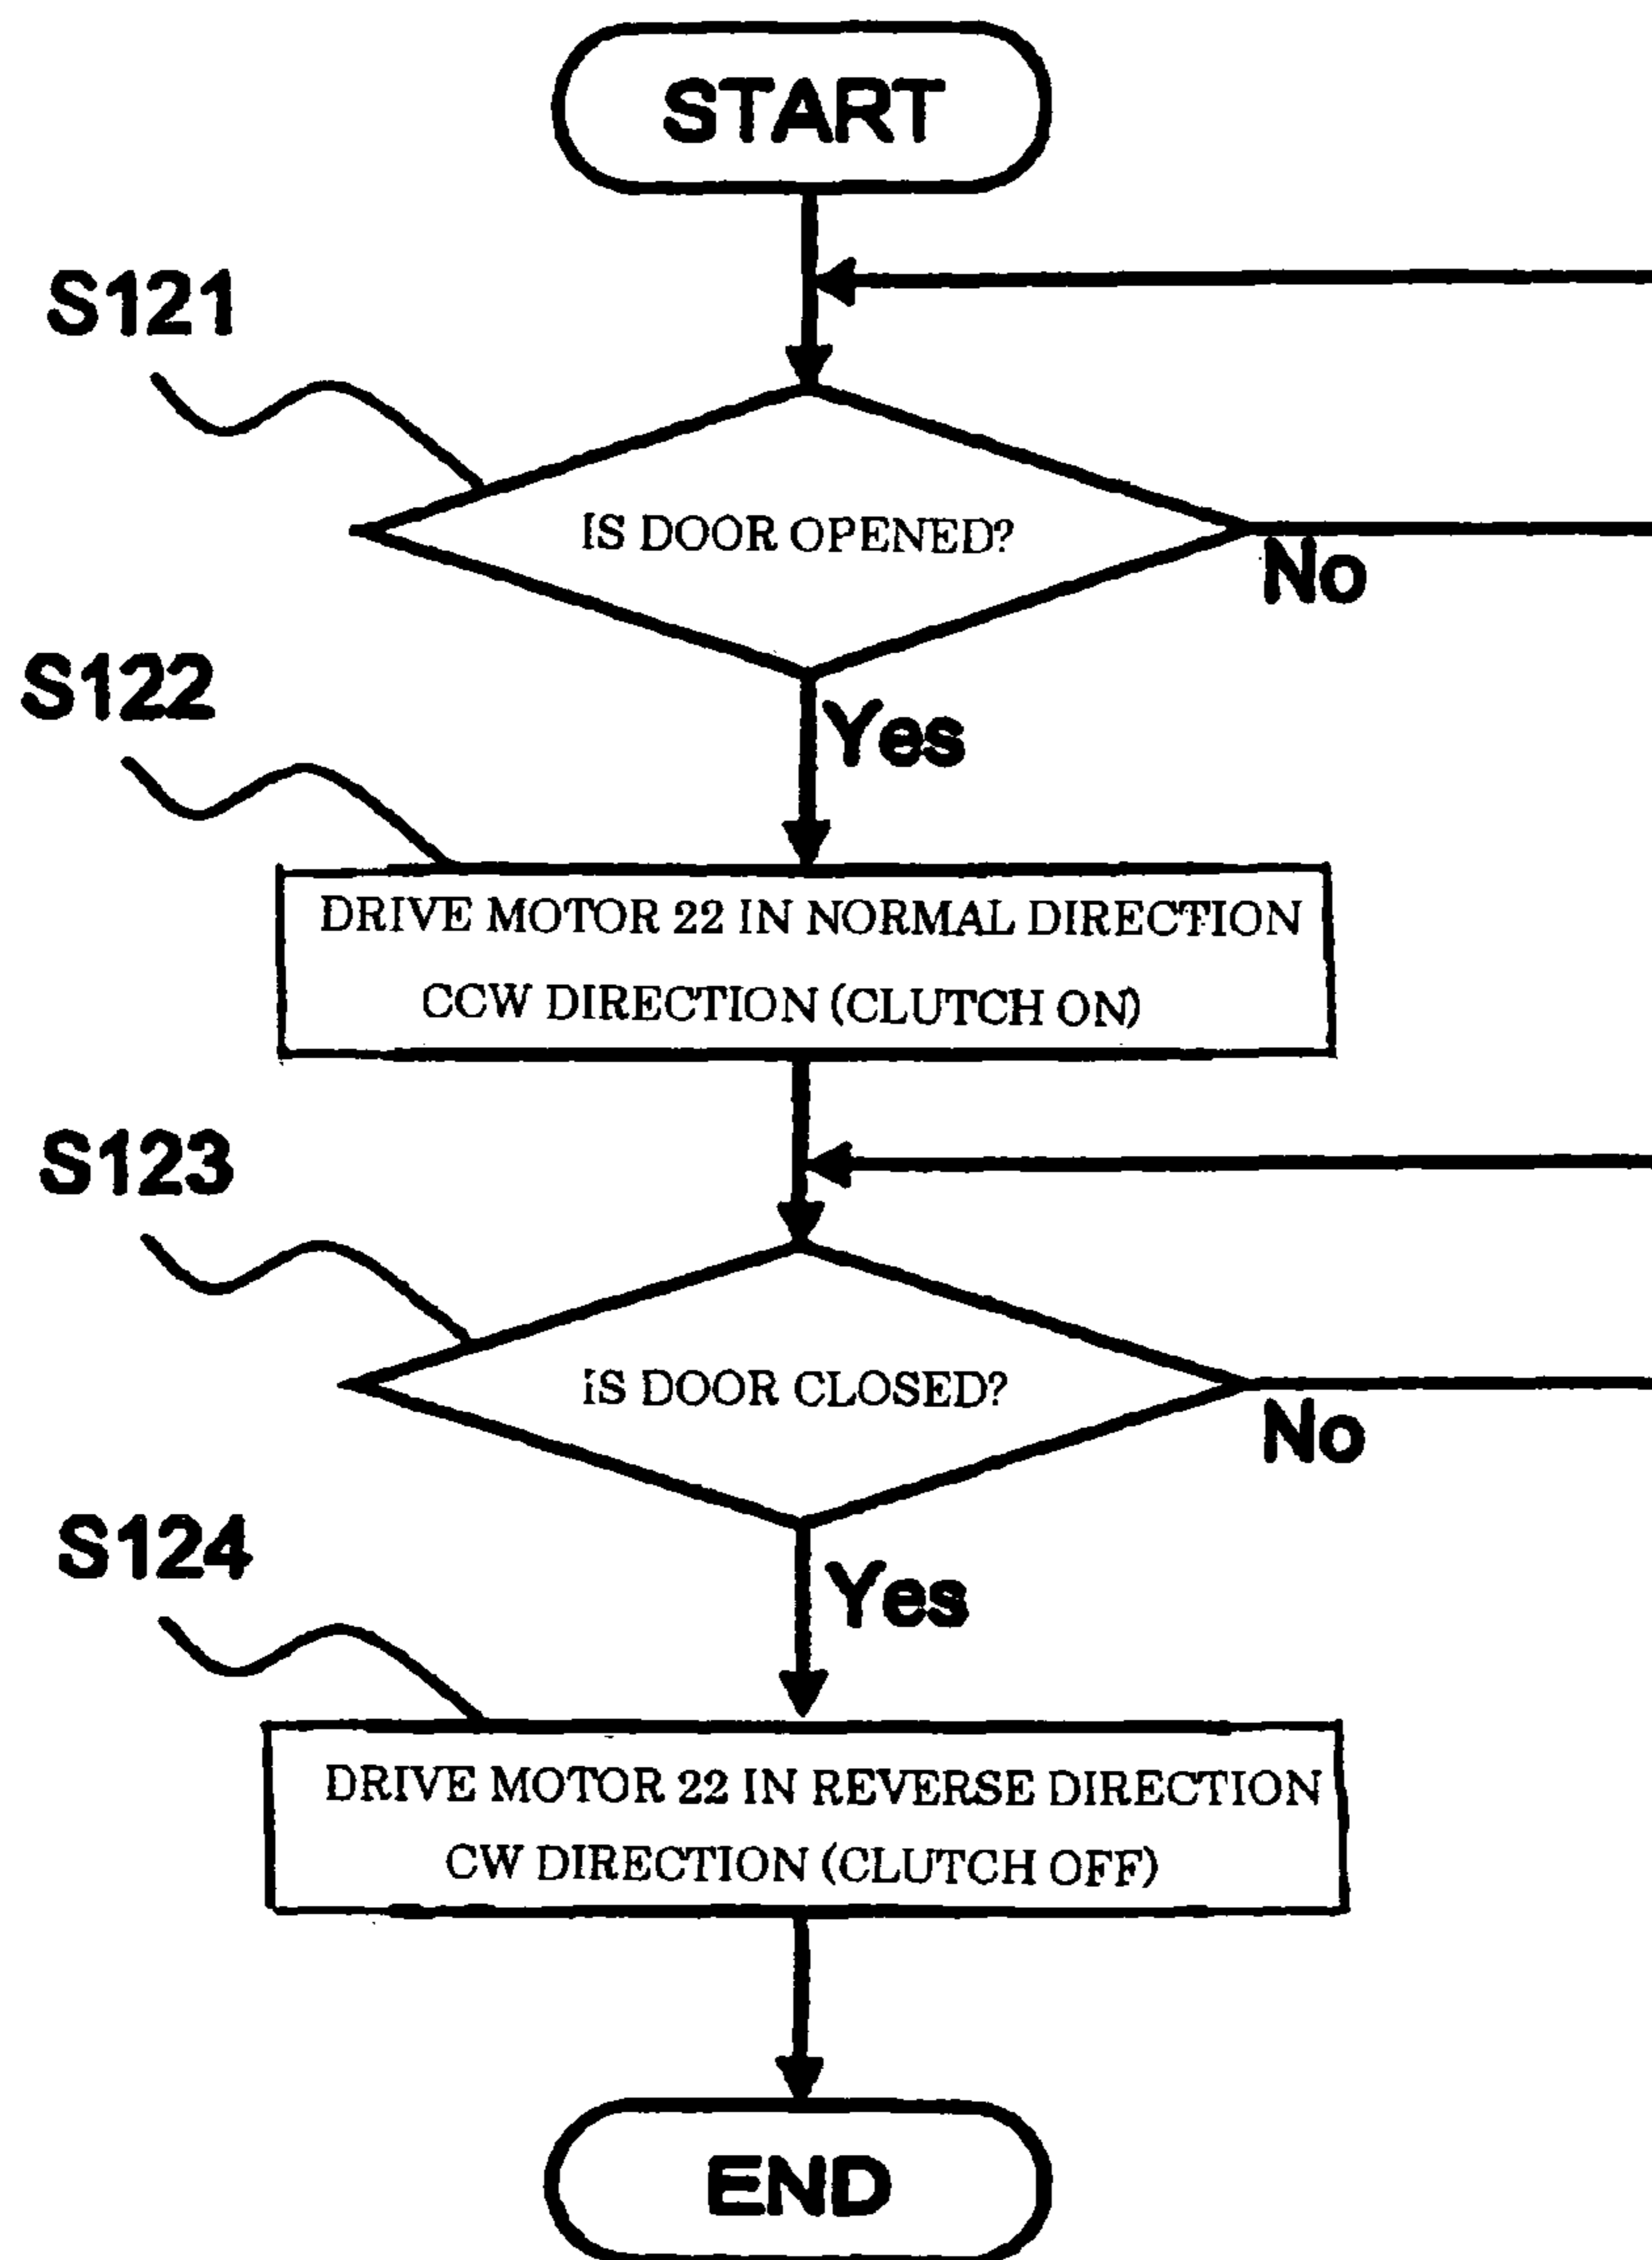 START
S121
IS DOOR OPENED?
No
S122
Yes
DRIVE MOTOR 22 IN NORMAL DIRECTION
CCW DIRECTION (CLUTCH ON)
S123
IS DOOR CLOSED?
No
S124
Yes
DRIVE MOTOR 22 IN REVERSE DIRECTION
CW DIRECTION (CLUTCH OFF)
END